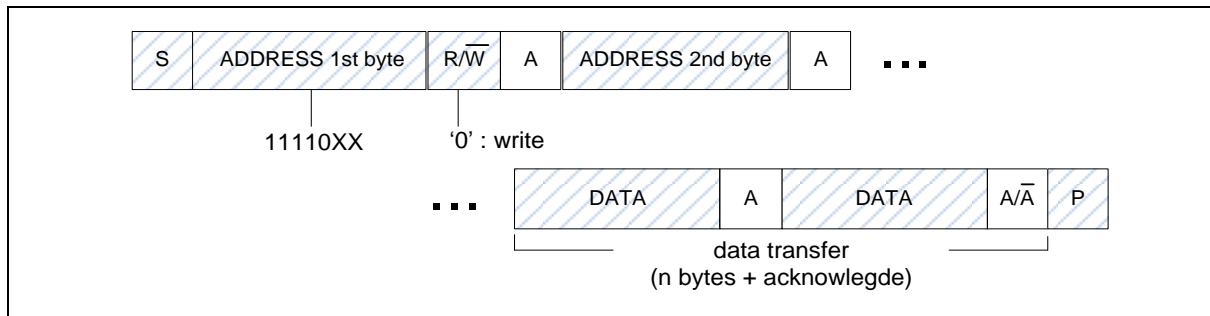 S ADDRESS 1st byte R/W̅ A ADDRESS 2nd byte A ...
11110XX ‘0’ : write
... DATA A DATA A/A̅ P
data transfer
(n bytes + acknowlegde)